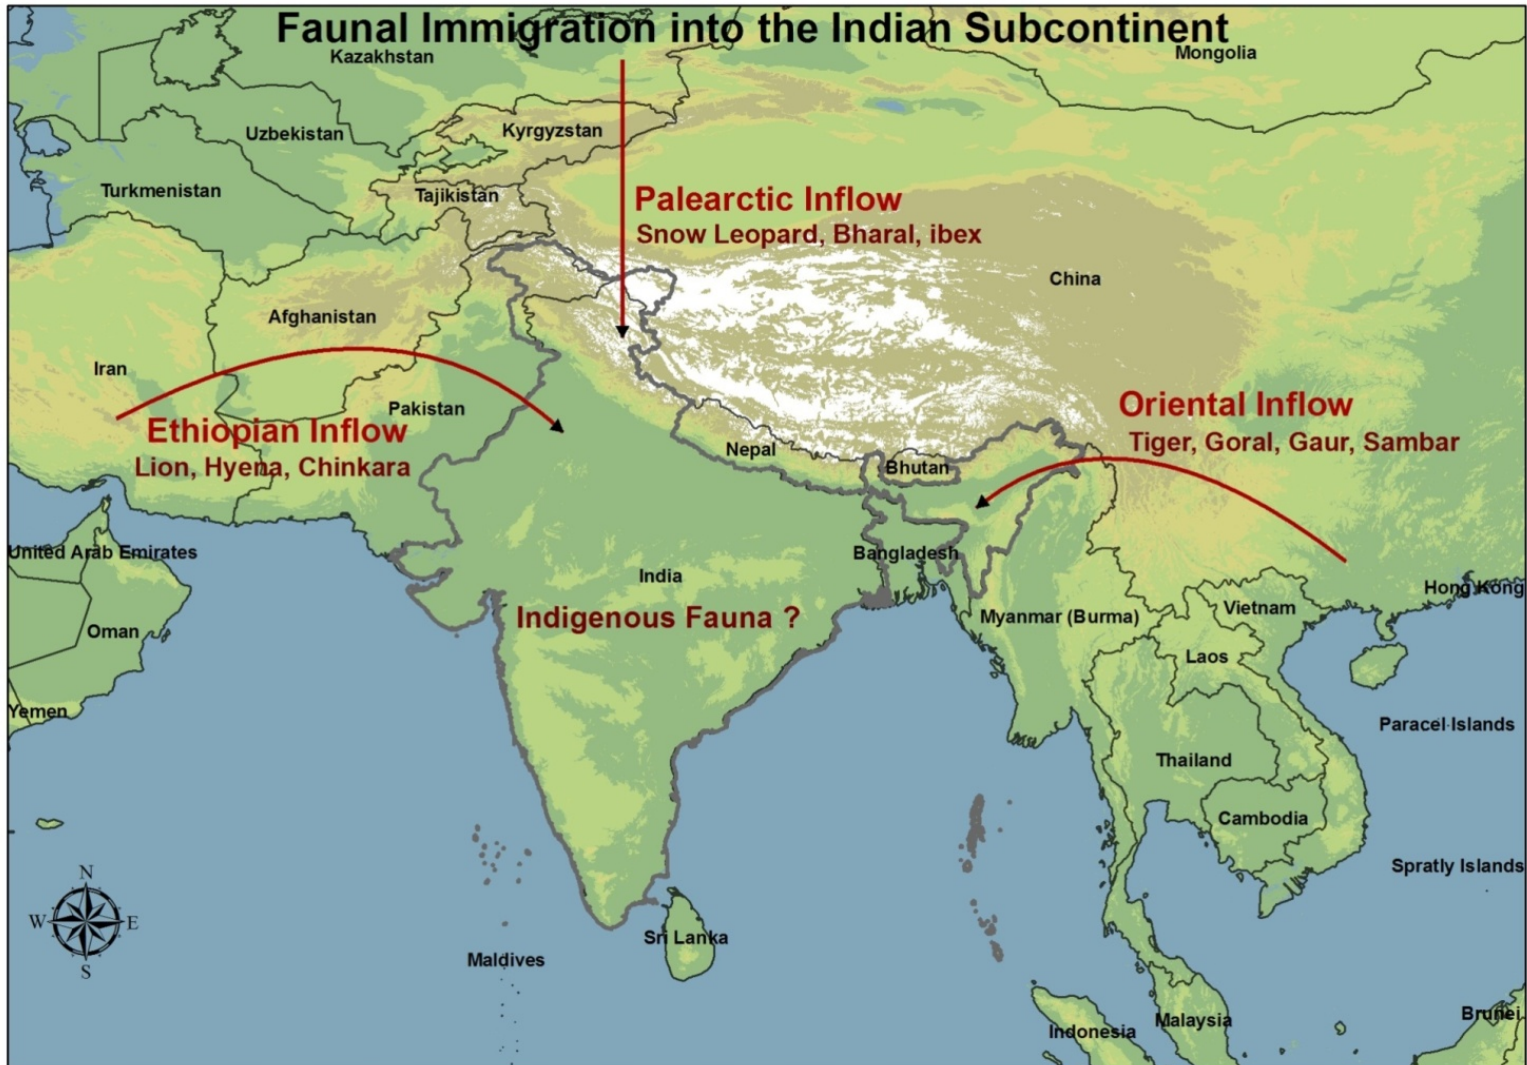 Faunal Immigration into the Indian Subcontinent
Kazakhstan
Mongolia
Uzbekistan
Kyrgyzstan
Turkmenistan
Tajikistan
Palearctic Inflow
Snow Leopard, Bharal, ibex
China
Afghanistan
Iran
Pakistan
Ethiopian Inflow
Lion, Hyena, Chinkara
Oriental Inflow
Tiger, Goral, Gaur, Sambar
Nepal
Bhutan
United Arab Emirates
Bangladesh
India
Indigenous Fauna ?
Hong Kong
Myanmar (Burma)
Vietnam
Oman
Laos
Yemen
Paracel Islands
Thailand
Cambodia
Spratly Islands
N
W
E
S
Sri Lanka
Maldives
Indonesia
Malaysia
Brunei